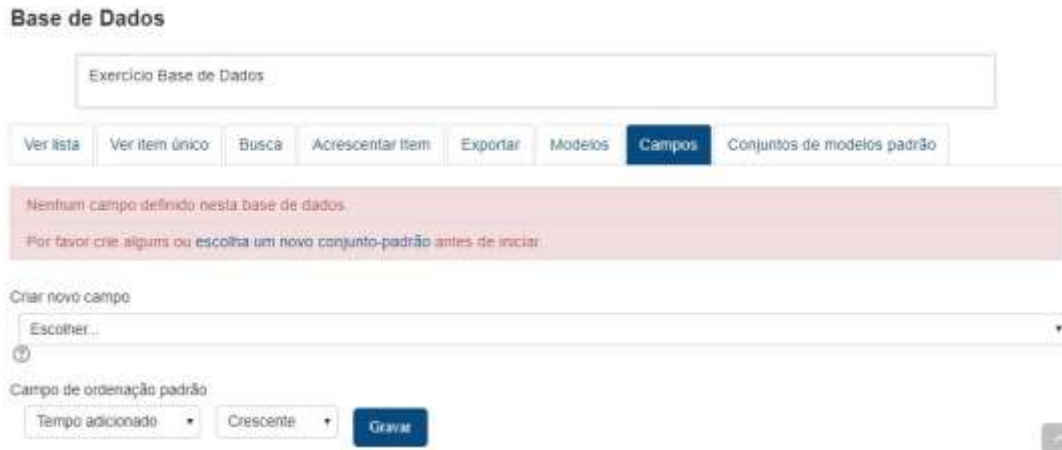 Base de Dados
Exercício Base de Dados
Ver lista Ver item único Busca Acrescentar item Exportar Modelos Campos Conjuntos de modelos padrão
Nenhum campo definido nesta base de dados
Por favor crie alguns ou escolha um novo conjunto-padrão antes de iniciar
Criar novo campo
Escolher...
Campo de ordenação padrão
Tempo adicionado Crescente Gravar